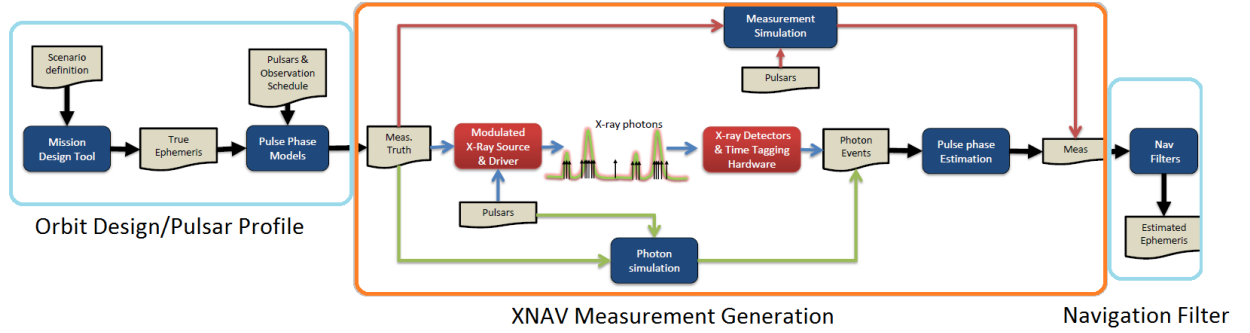 Scenario
definition
Pulsars &
Observation
Schedule
Mission
Design Tool
True
Ephemeris
Pulse Phase
Models
Orbit Design/Pulsar Profile
Measurement
Simulation
Pulsars
Meas.
Truth
Modulated
X-Ray Source
& Driver
X-ray photons
X-ray Detectors
& Time Tagging
Hardware
Photon
Events
Pulse phase
Estimation
Meas
Pulsars
Photon
simulation
XNAV Measurement Generation
Nav
Filters
Estimated
Ephemeris
Navigation Filter